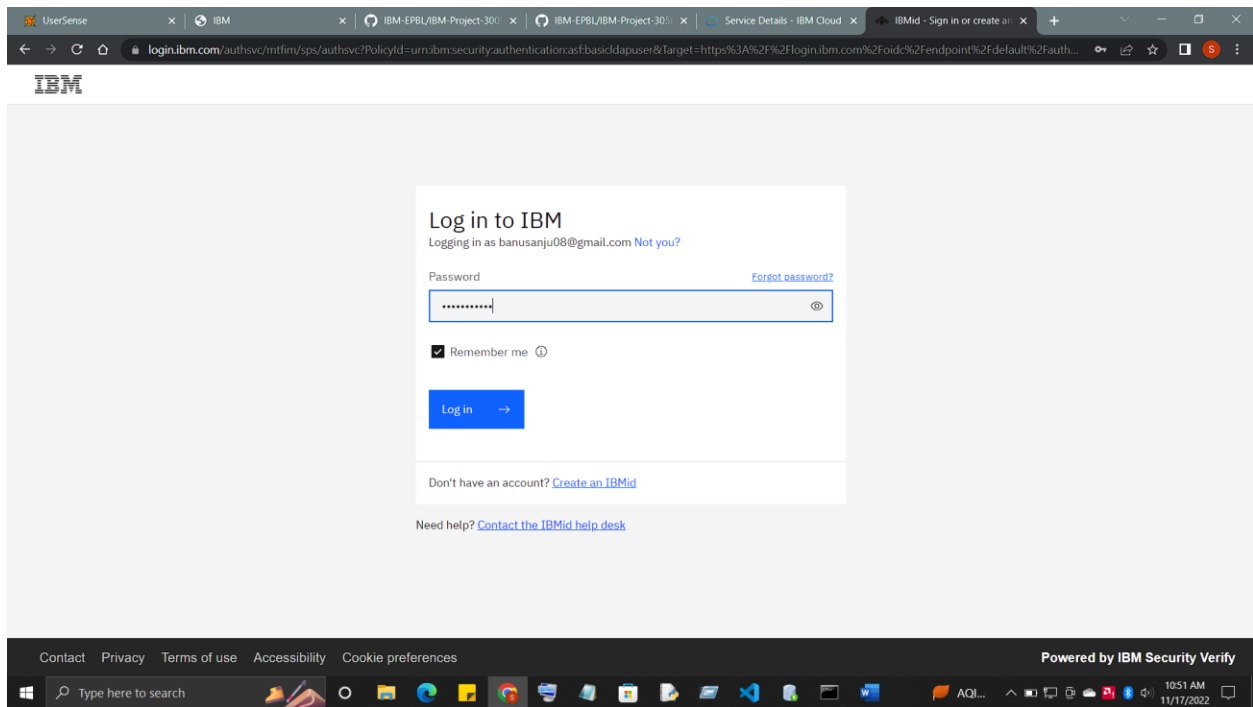 UserSense
IBM
IBM-EPBL/IBM-Project-300
IBM-EPBL/IBM-Project-305
Service Details - IBM Cloud
IBMid - Sign in or create an
login.ibm.com/authsvc/mtfim/sps/authsvc?PolicyId=urn:ibm:security:authentication:asf:basicldapuser&Target=https%3A%2F%2Flogin.ibm.com%2Foidc%2Fendpoint%2Fdefault%2Fauth...
S
IBM
Log in to IBM
Logging in as banusanju08@gmail.com Not you?
Password Forgot password?
•••••••••••
Remember me
Log in
Don't have an account? Create an IBMid
Need help? Contact the IBMid help desk
Contact Privacy Terms of use Accessibility Cookie preferences Powered by IBM Security Verify
Type here to search
AQI...
10:51 AM
11/17/2022